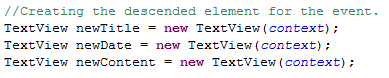 //Creating the descended element for the event.
TextView newTitle = new TextView(context);
TextView newDate = new TextView(context);
TextView newContent = new TextView(context);